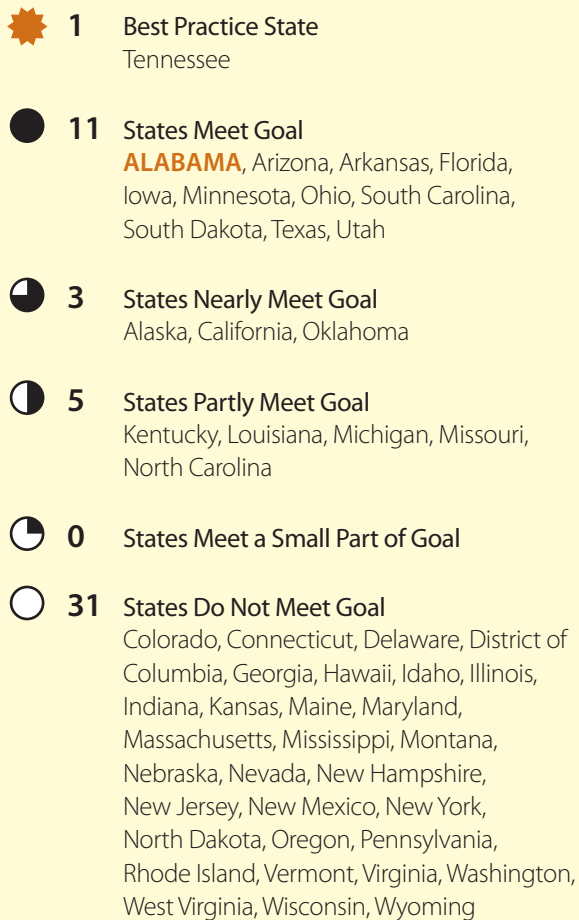 1 Best Practice State
Tennessee
11 States Meet Goal
ALABAMA, Arizona, Arkansas, Florida,
Iowa, Minnesota, Ohio, South Carolina,
South Dakota, Texas, Utah
3 States Nearly Meet Goal
Alaska, California, Oklahoma
5 States Partly Meet Goal
Kentucky, Louisiana, Michigan, Missouri,
North Carolina
0 States Meet a Small Part of Goal
31 States Do Not Meet Goal
Colorado, Connecticut, Delaware, District of
Columbia, Georgia, Hawaii, Idaho, Illinois,
Indiana, Kansas, Maine, Maryland,
Massachusetts, Mississippi, Montana,
Nebraska, Nevada, New Hampshire,
New Jersey, New Mexico, New York,
North Dakota, Oregon, Pennsylvania,
Rhode Island, Vermont, Virginia, Washington,
West Virginia, Wisconsin, Wyoming